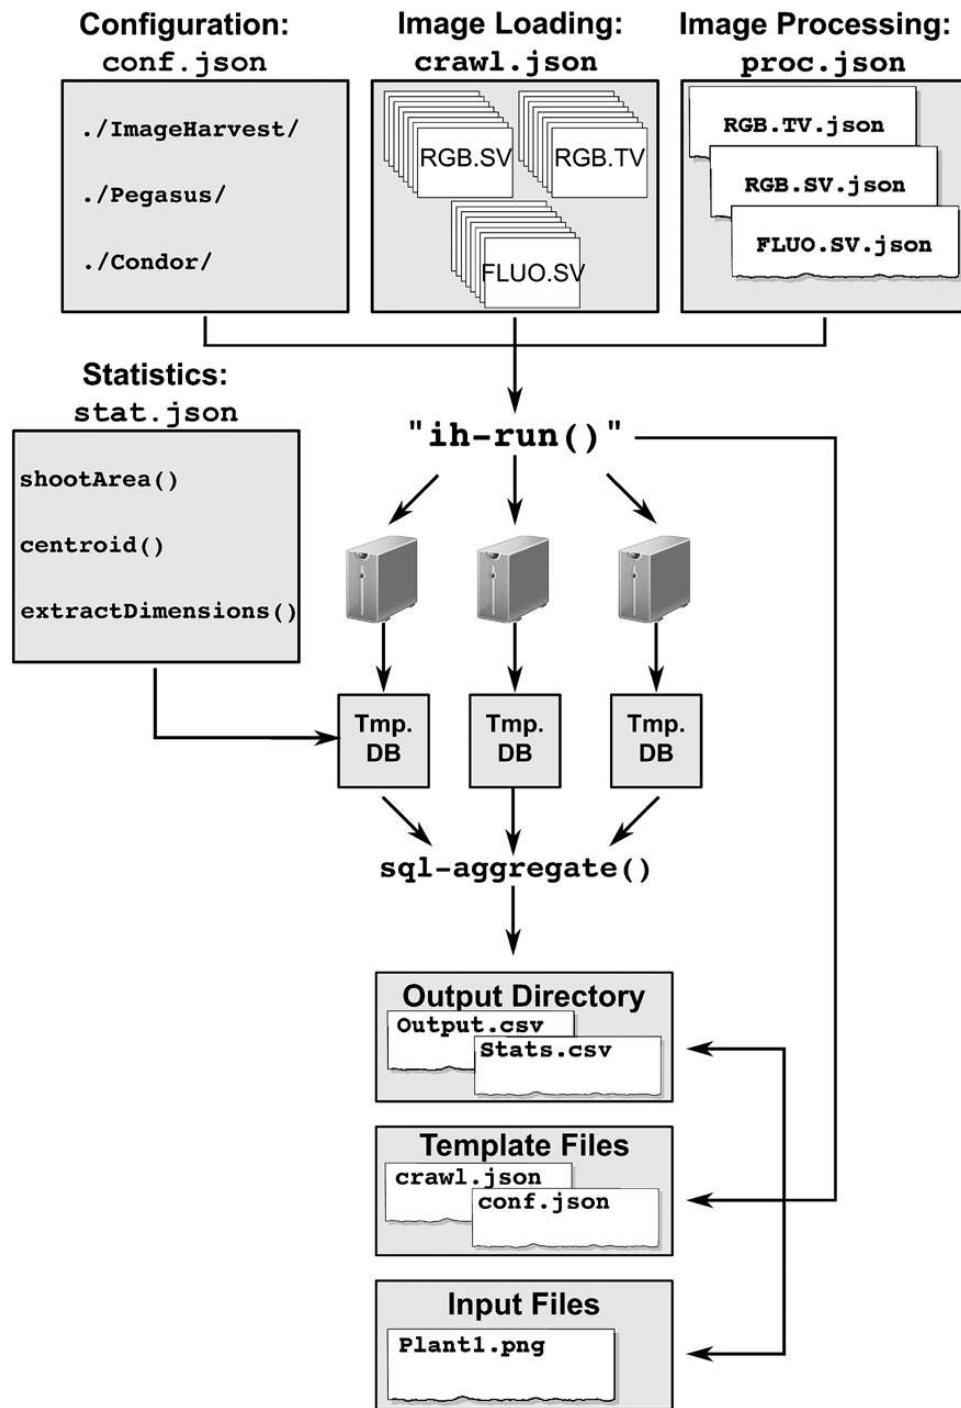 Configuration:
conf.json
./ImageHarvest/
./Pegasus/
./Condor/
Image Loading:
crawl.json
RGB.SV
RGB.TV
FLUO.SV
Image Processing:
proc.json
RGB.TV.json
RGB.SV.json
FLUO.SV.json
Statistics:
stat.json
shootArea()
centroid()
extractDimensions()
"ih-run()"
Tmp.
DB
Tmp.
DB
Tmp.
DB
sql-aggregate()
Output Directory
Output.csv
Stats.csv
Template Files
crawl.json
conf.json
Input Files
Plant1.png